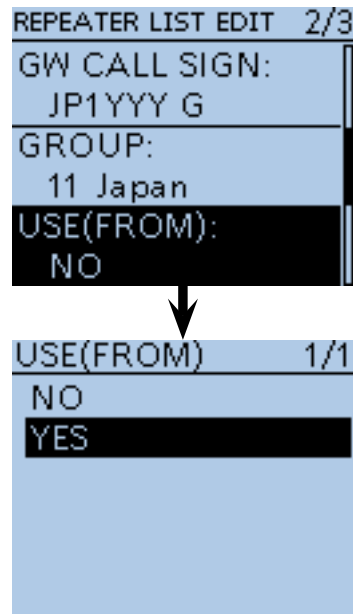 REPEATER LIST EDIT 2/3
GW CALL SIGN:
JP1YYY G
GROUP:
11 Japan
USE(FROM):
NO
USE(FROM) 1/1
NO
YES